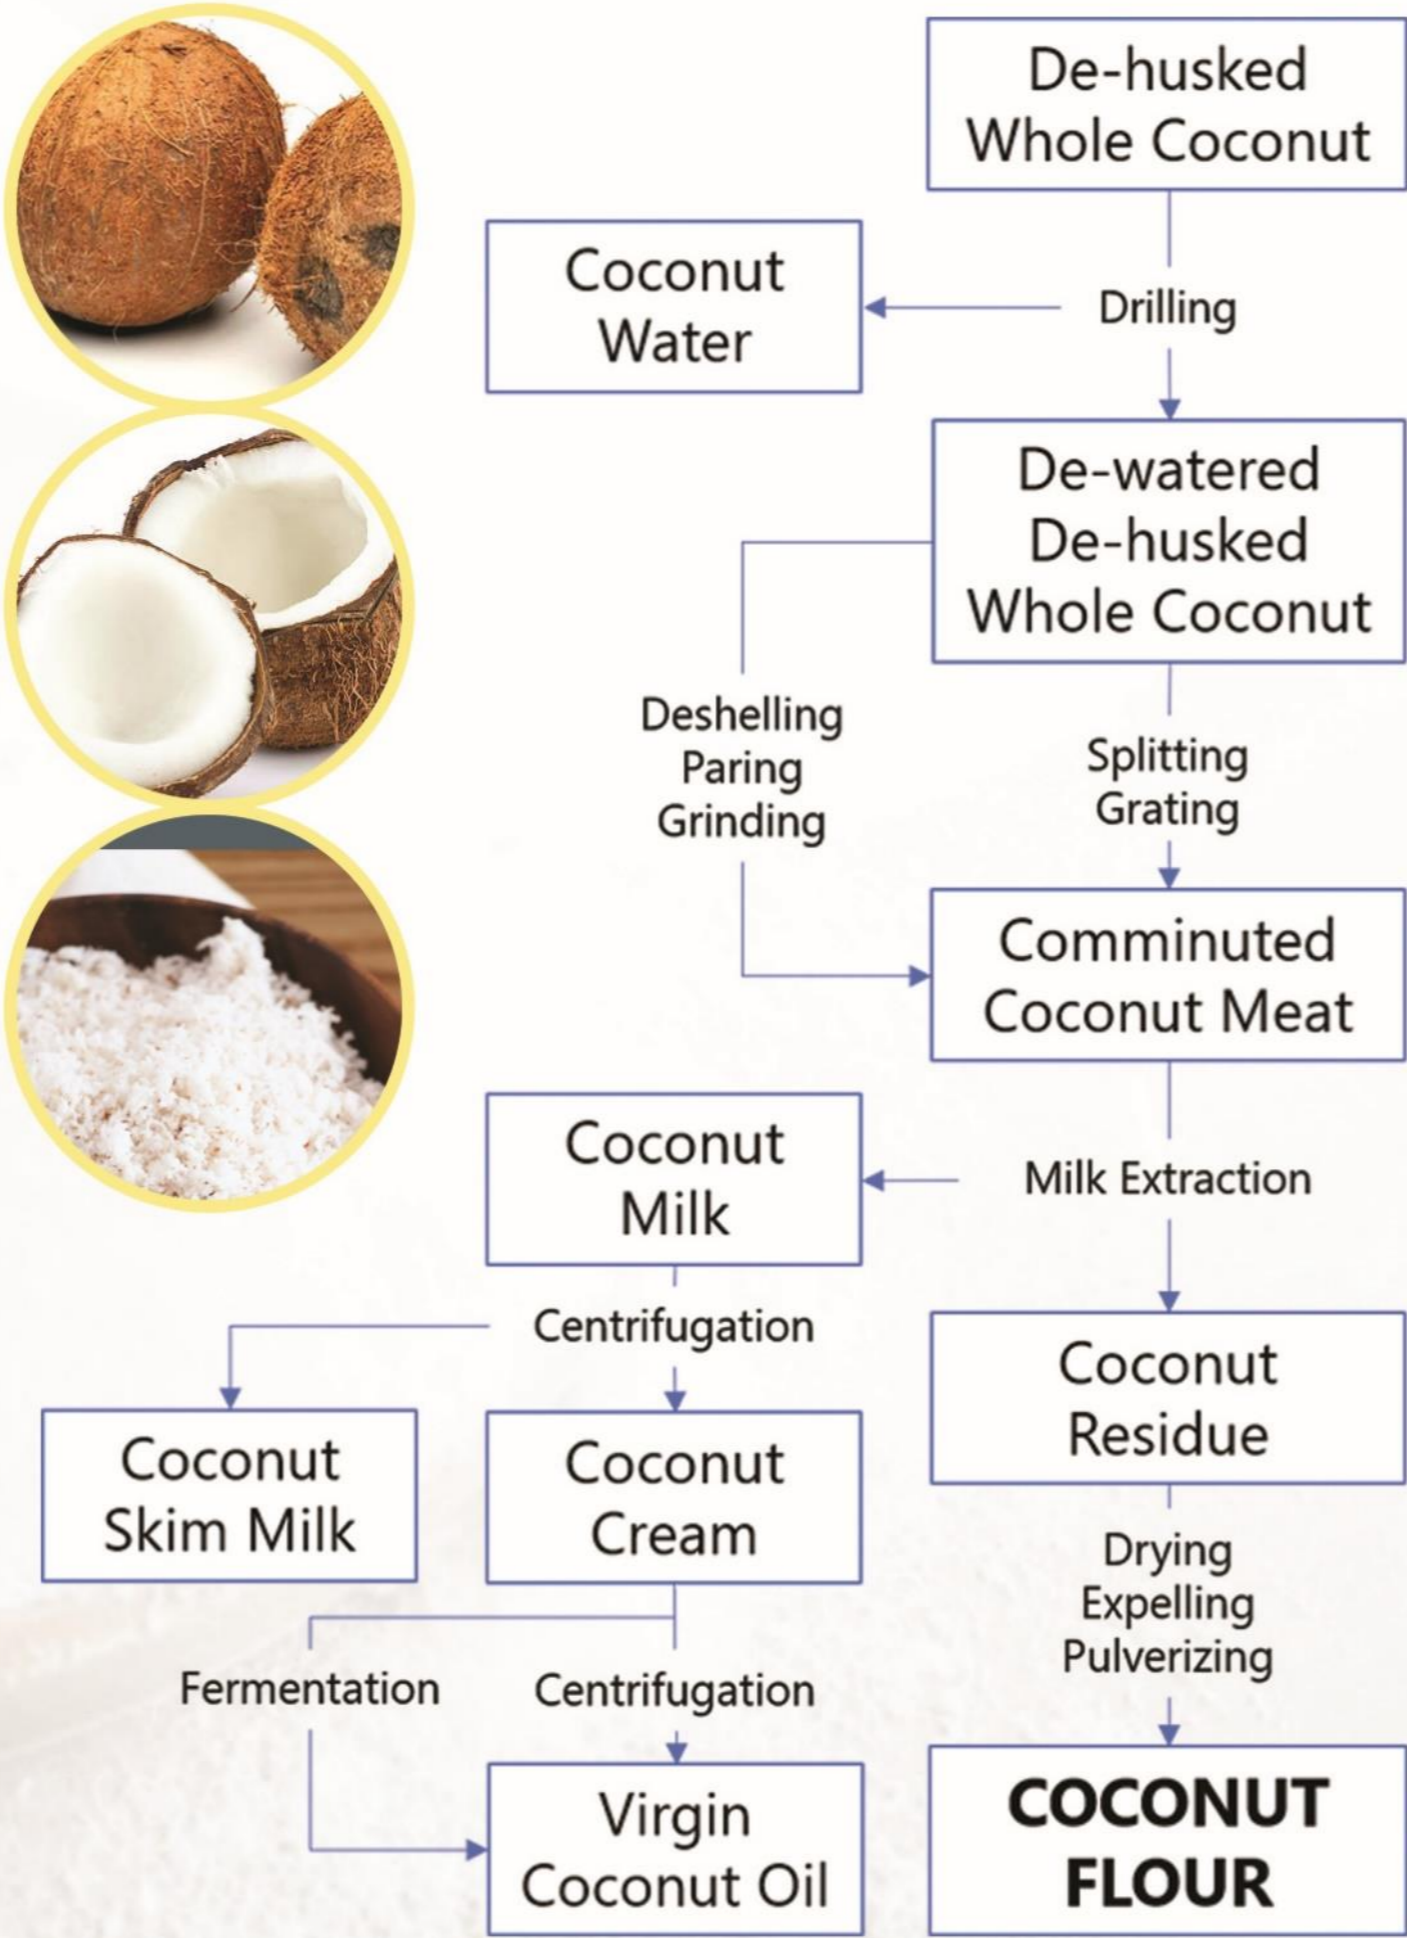 De-husked
Whole Coconut
Coconut
Water
Drilling
De-watered
De-husked
Whole Coconut
Deshelling
Paring
Grinding
Splitting
Grating
Comminuted
Coconut Meat
Coconut
Milk
Milk Extraction
Centrifugation
Coconut
Residue
Coconut
Skim Milk
Coconut
Cream
Drying
Expelling
Pulverizing
Fermentation
Centrifugation
Virgin
Coconut Oil
COCONUT
FLOUR